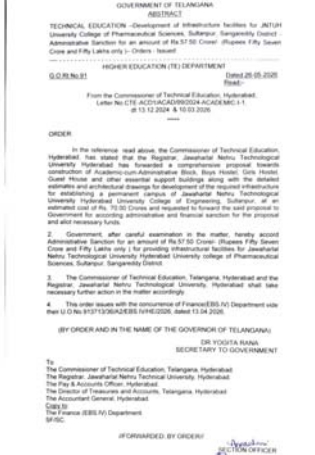 GOVERNMENT OF TELANGANA
ABSTRACT
TECHNICAL EDUCATION –Development of Infrastructure facilities for JNTUH
University College of Pharmaceutical Sciences, Sultanpur, Sangareddy District -
Administrative Sanction for an amount of Rs.57.50 Crore/- (Rupees Fifty Seven
Crore and Fifty Lakhs only )– Orders - Issued.
HIGHER EDUCATION (TE) DEPARTMENT
G.O.Rt.No.91
Dated:20-05-2026
Read:-
From the Commissioner of Technical Education, Hyderabad,
Letter No.CTE-ACD1/ACAD/09/2024-ACADEMIC-I-1,
dt.13.12.2024 & 10.03.2026
*****
ORDER:
In the reference read above, the Commissioner of Technical Education,
Hyderabad, has stated that the Registrar, Jawaharlal Nehru Technological
University Hyderabad has forwarded a comprehensive proposal towards
construction of Academic-cum-Administrative Block, Boys Hostel, Girls Hostel,
Guest House and other essential support buildings along with the detailed
estimates and architectural drawings for development of the required infrastructure
for establishing a permanent campus of Jawaharlal Nehru Technological
University Hyderabad University College of Engineering, Sultanpur, at an
estimated cost of Rs. 70.00 Crores and requested to forward the said proposal to
Government for according administrative and financial sanction for the proposal
and allot necessary funds.
2. Government, after careful examination in the matter, hereby accord
Administrative Sanction for an amount of Rs.57.50 Crore/- (Rupees Fifty Seven
Crore and Fifty Lakhs only ) for providing infrastructural facilities for Jawaharlal
Nehru Technological University Hyderabad University college of Pharmaceutical
Sciences, Sultanpur, Sangareddy District.
3. The Commissioner of Technical Education, Telangana, Hyderabad and the
Registrar, Jawaharlal Nehru Technological University, Hyderabad shall take
necessary further action in the matter accordingly.
4. This order issues with the concurrence of Finance(EBS.IV) Department vide
their U.O.No.913713/36/A2/EBS.IV/HE/2026, dated 13.04.2026.
(BY ORDER AND IN THE NAME OF THE GOVERNOR OF TELANGANA)
DR YOGITA RANA
SECRETARY TO GOVERNMENT
To
The Commissioner of Technical Education, Telangana, Hyderabad.
The Registrar, Jawaharlal Nehru Technological University, Hyderabad.
The Pay & Accounts Officer, Hyderabad.
The Director of Treasuries and Accounts, Telangana, Hyderabad.
The Accountant General, Hyderabad.
Copy to
The Finance (EBS.IV) Department
SF/SC.
//FORWARDED: BY ORDER//
SECTION OFFICER